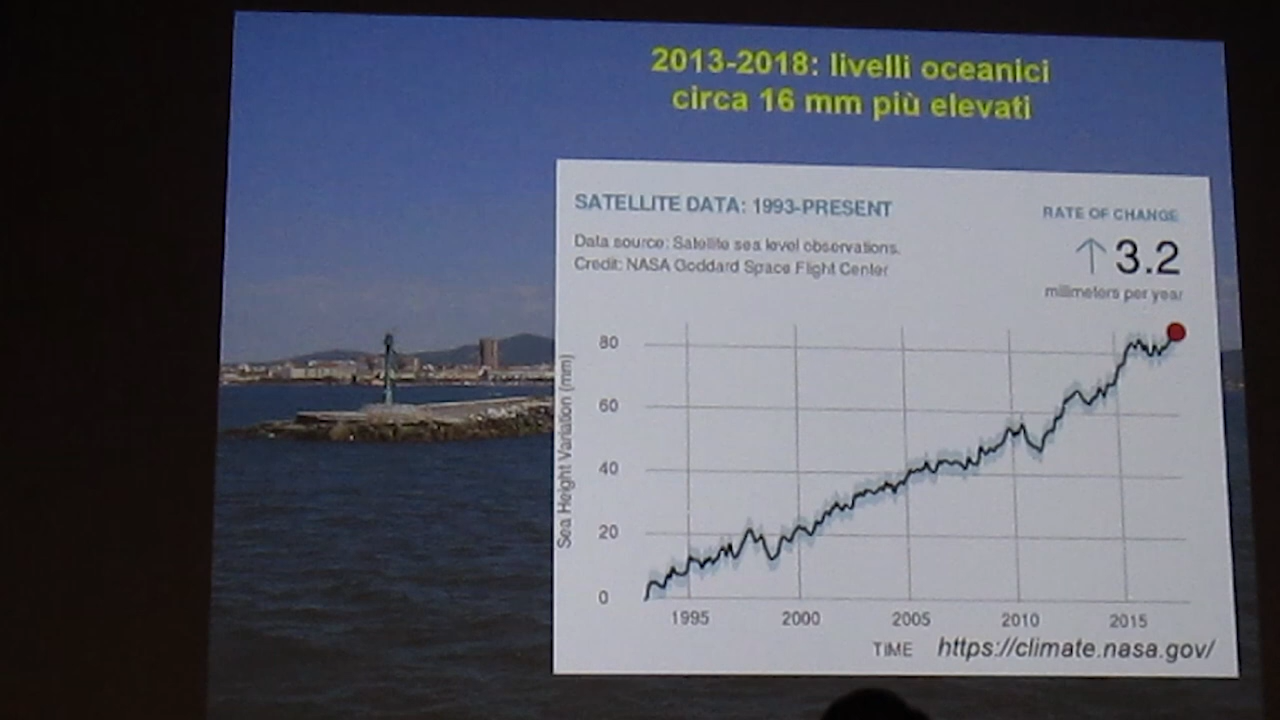 2013-2018: livelli oceanici
circa 16 mm più elevati
SATELLITE DATA: 1993-PRESENT
Data source: Satellite sea level observations.
Credit: NASA Goddard Space Flight Center
RATE OF CHANGE
↑3.2
millimeters per year
Sea Height Variation (mm)
80
60
40
20
0
1995 2000 2005 2010 2015
TIME https://climate.nasa.gov/